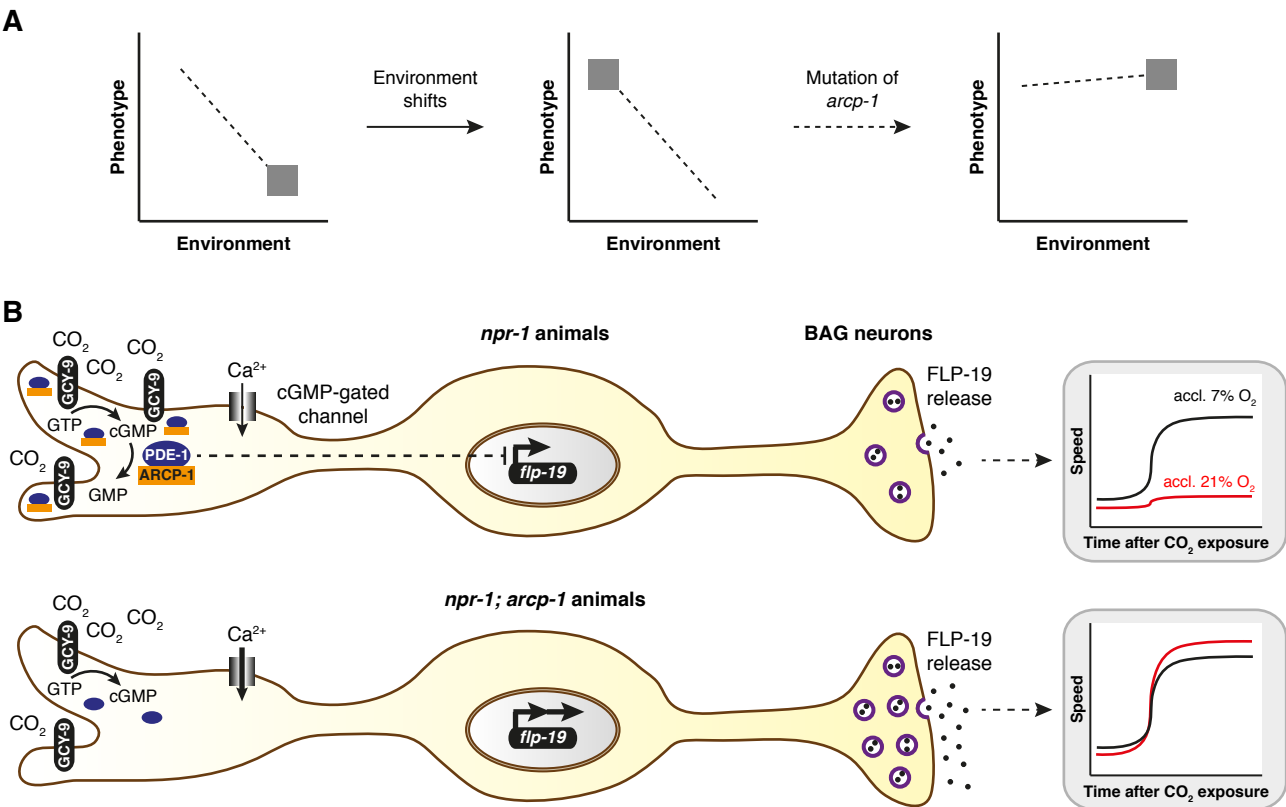 A
Phenotype
Environment
Environment
shifts
Phenotype
Environment
Mutation of
arcp-1
Phenotype
Environment
B
npr-1 animals
BAG neurons
CO₂
CO₂
CO₂
GCY-9
GCY-9
GTP
cGMP
Ca²⁺
cGMP-gated
channel
PDE-1
ARCP-1
CO₂
GCY-9
GMP
flp-19
FLP-19
release
Speed
accl. 7% O₂
accl. 21% O₂
Time after CO₂ exposure
npr-1; arcp-1 animals
CO₂
CO₂
CO₂
GCY-9
GTP
cGMP
Ca²⁺
CO₂
GCY-9
flp-19
FLP-19
release
Speed
Time after CO₂ exposure